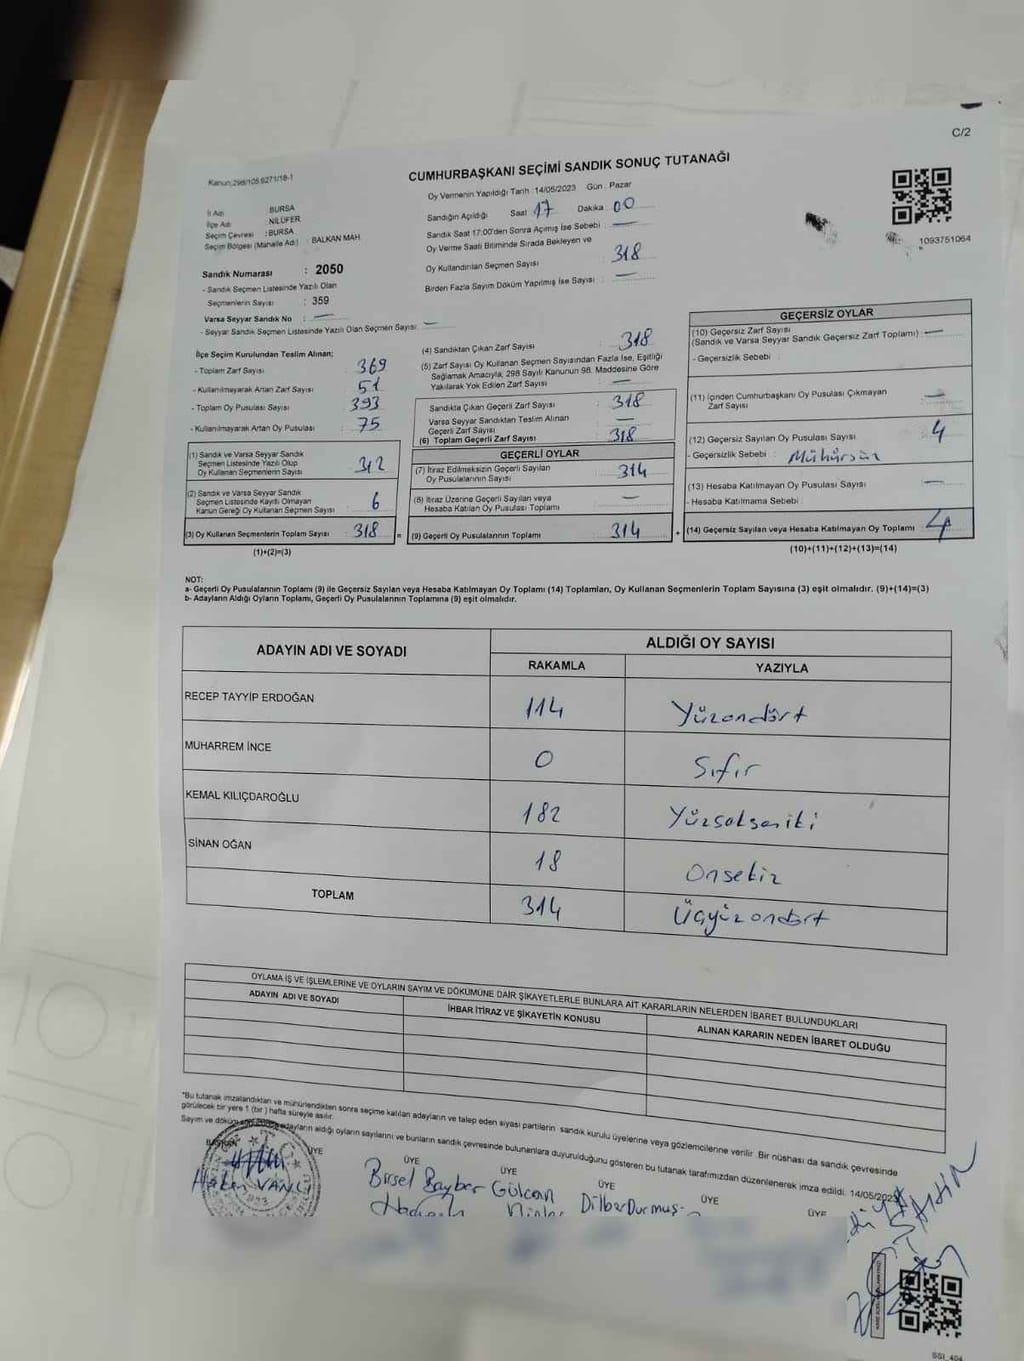 C/2
Kanun;298/105 6271/18-1
CUMHURBAŞKANI SEÇİMİ SANDIK SONUÇ TUTANAĞI
Oy Vermenin Yapıldığı Tarih :14/05/2023 Gün : Pazar
İl Adı : BURSA
İlçe Adı : NİLÜFER
Seçim Çevresi : BURSA
Seçim Bölgesi (Mahalle Adı) : BALKAN MAH.
Sandığın Açıldığı Saat 17 Dakika 00
Sandık Saat 17:00'den Sonra Açılmış İse Sebebi : —
Oy Verme Saati Bitiminde Sırada Bekleyen ve
Oy Kullandırılan Seçmen Sayısı : 318
Birden Fazla Sayım Döküm Yapılmış İse Sayısı : —
1093751064
Sandık Numarası : 2050
- Sandık Seçmen Listesinde Yazılı Olan
Seçmenlerin Sayısı : 359
Varsa Seyyar Sandık No : —
- Seyyar Sandık Seçmen Listesinde Yazılı Olan Seçmen Sayısı : —
İlçe Seçim Kurulundan Teslim Alınan;
- Toplam Zarf Sayısı : 369
- Kullanılmayarak Artan Zarf Sayısı : 51
- Toplam Oy Pusulası Sayısı : 393
- Kullanılmayarak Artan Oy Pusulası : 75
(1) Sandık ve Varsa Seyyar Sandık
Seçmen Listesinde Yazılı Olup
Oy Kullanan Seçmenlerin Sayısı : 312
(2) Sandık ve Varsa Seyyar Sandık
Seçmen Listesinde Kayıtlı Olmayan
Kanun Gereği Oy Kullanan Seçmen Sayısı : 6
(3) Oy Kullanan Seçmenlerin Toplam Sayısı : 318
(1)+(2)=(3)
(4) Sandıktan Çıkan Zarf Sayısı : 318
(5) Zarf Sayısı Oy Kullanan Seçmen Sayısından Fazla İse, Eşitliği
Sağlamak Amacıyla, 298 Sayılı Kanunun 98. Maddesine Göre
Yakılarak Yok Edilen Zarf Sayısı : —
Sandıkta Çıkan Geçerli Zarf Sayısı : 318
Varsa Seyyar Sandıktan Teslim Alınan
Geçerli Zarf Sayısı
(6) Toplam Geçerli Zarf Sayısı : 318
GEÇERLİ OYLAR
(7) İtiraz Edilmeksizin Geçerli Sayılan
Oy Pusulalarının Sayısı : 314
(8) İtiraz Üzerine Geçerli Sayılan veya
Hesaba Katılan Oy Pusulası Toplamı : —
= (9) Geçerli Oy Pusulalarının Toplamı : 314
GEÇERSİZ OYLAR
(10) Geçersiz Zarf Sayısı
(Sandık ve Varsa Seyyar Sandık Geçersiz Zarf Toplamı) : —
- Geçersizlik Sebebi :
(11) İçinden Cumhurbaşkanı Oy Pusulası Çıkmayan
Zarf Sayısı : —
(12) Geçersiz Sayılan Oy Pusulası Sayısı : 4
- Geçersizlik Sebebi : Mühürsüz
(13) Hesaba Katılmayan Oy Pusulası Sayısı : —
- Hesaba Katılmama Sebebi :
+ (14) Geçersiz Sayılan veya Hesaba Katılmayan Oy Toplamı : 4
(10)+(11)+(12)+(13)=(14)
NOT:
a- Geçerli Oy Pusulalarının Toplamı (9) ile Geçersiz Sayılan veya Hesaba Katılmayan Oy Toplamı (14) Toplamları, Oy Kullanan Seçmenlerin Toplam Sayısına (3) eşit olmalıdır. (9)+(14)=(3)
b- Adayların Aldığı Oyların Toplamı, Geçerli Oy Pusulalarının Toplamına (9) eşit olmalıdır.
ADAYIN ADI VE SOYADI ALDIĞI OY SAYISI
RAKAMLA YAZIYLA
RECEP TAYYİP ERDOĞAN 114 Yüzondört
MUHARREM İNCE 0 Sıfır
KEMAL KILIÇDAROĞLU 182 Yüzsekseniki
SİNAN OĞAN 18 Onsekiz
TOPLAM 314 Üçyüzondört
OYLAMA İŞ VE İŞLEMLERİNE VE OYLARIN SAYIM VE DÖKÜMÜNE DAİR ŞİKAYETLERLE BUNLARA AİT KARARLARIN NELERDEN İBARET BULUNDUKLARI
ADAYIN ADI VE SOYADI İHBAR İTİRAZ VE ŞİKAYETİN KONUSU ALINAN KARARIN NEDEN İBARET OLDUĞU
*Bu tutanak imzalandıktan ve mühürlendikten sonra seçime katılan adayların ve talep eden siyasi partilerin sandık kurulu üyelerine veya gözlemcilerine verilir. Bir nüshası da sandık çevresinde
görülecek bir yere 1 (bir ) hafta süreyle asılır.
Sayım ve döküm sonunda adayların aldığı oyların sayılarını ve bunların sandık çevresinde bulunanlara duyurulduğunu gösteren bu tutanak tarafımızdan düzenlenerek imza edildi. 14/05/2023
BAŞKAN ÜYE ÜYE ÜYE ÜYE ÜYE ÜYE
Birsel Baybar Gülcan Dilber Durmuş
ŞAHİN
T.C.
1923